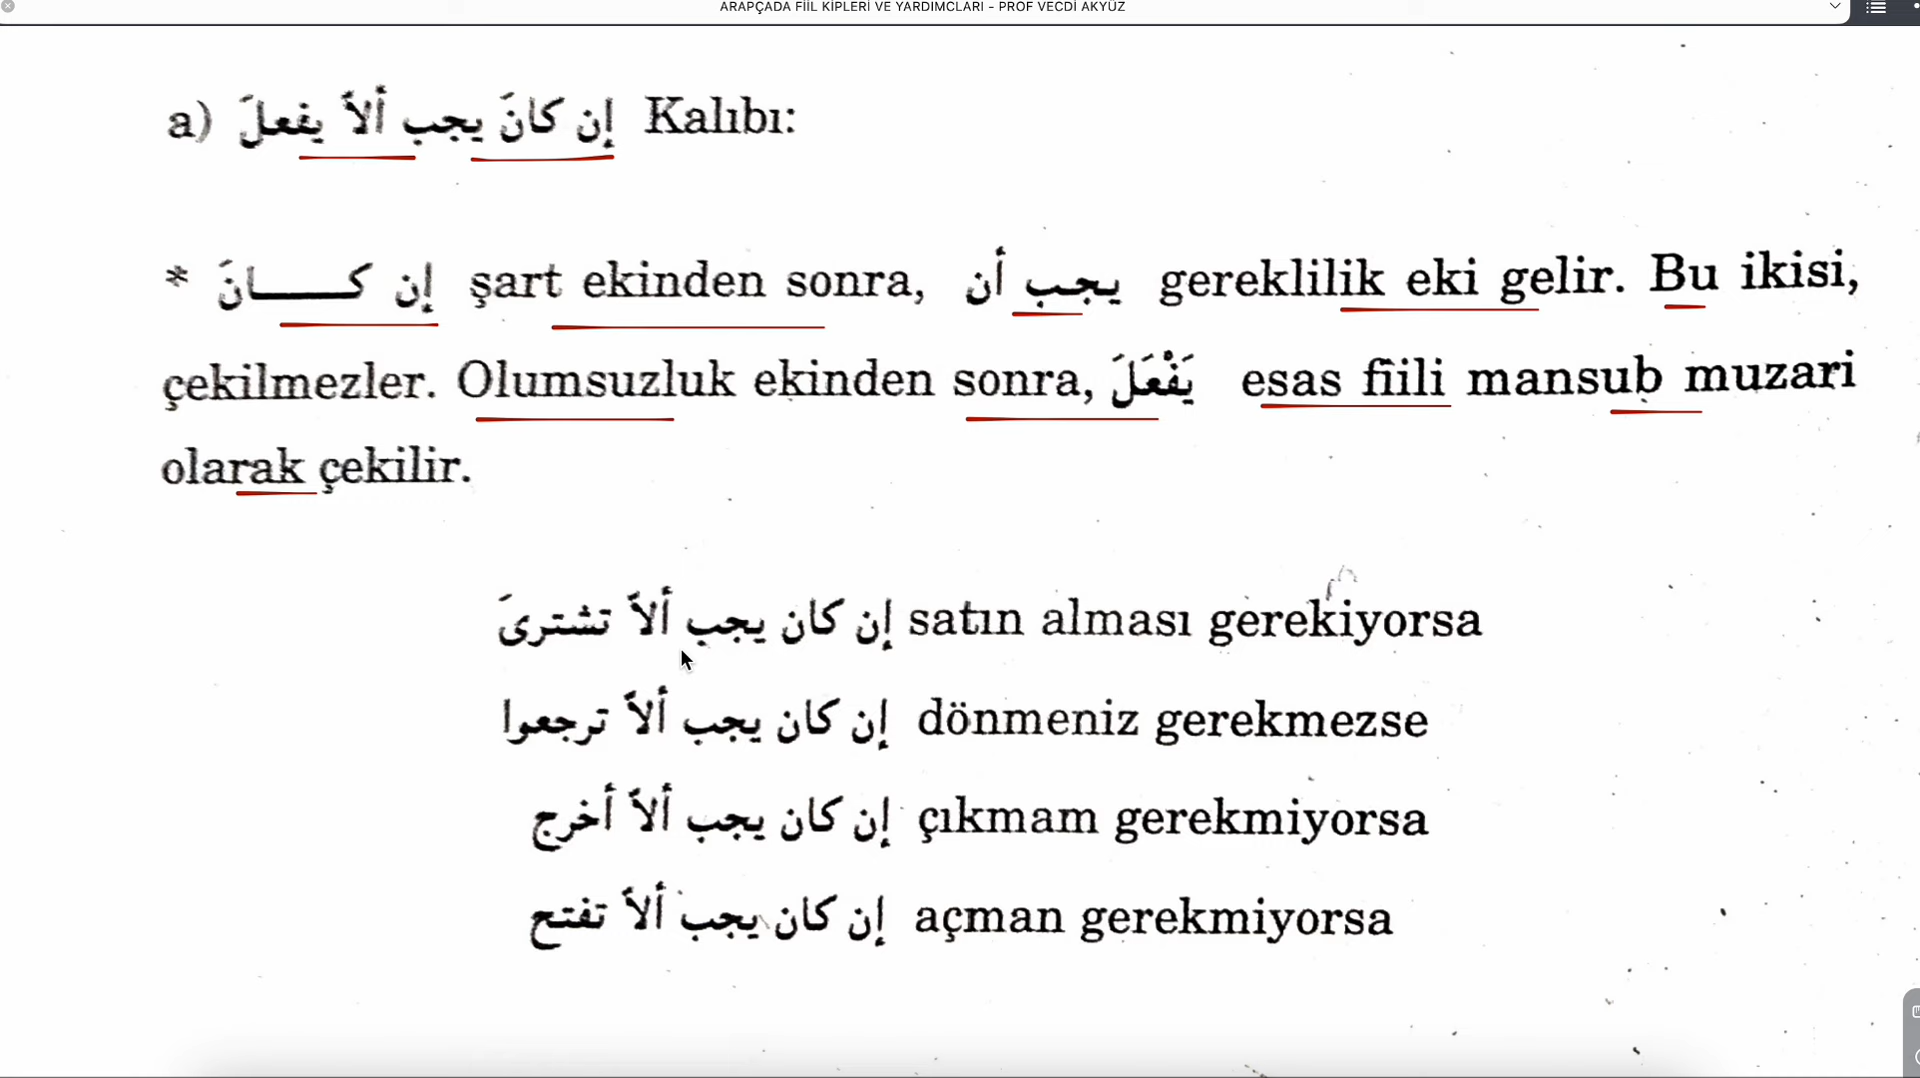 ARAPÇADA FİİL KİPLERİ VE YARDIMCLARI - PROF VECDİ AKYÜZ
a) إن كانَ يجب ألاّ يفعلَ Kalıbı:
* إن كـــانَ şart ekinden sonra, يجب أن gereklilik eki gelir. Bu ikisi,
çekilmezler. Olumsuzluk ekinden sonra, يَفْعَلَ esas fiili mansub muzari
olarak çekilir.
إن كان يجب ألاّ تشترىَ satın alması gerekiyorsa
إن كان يجب ألاّ ترجعوا dönmeniz gerekmezse
إن كان يجب ألاّ أخرج çıkmam gerekmiyorsa
إن كان يجب ألاّ تفتح açman gerekmiyorsa